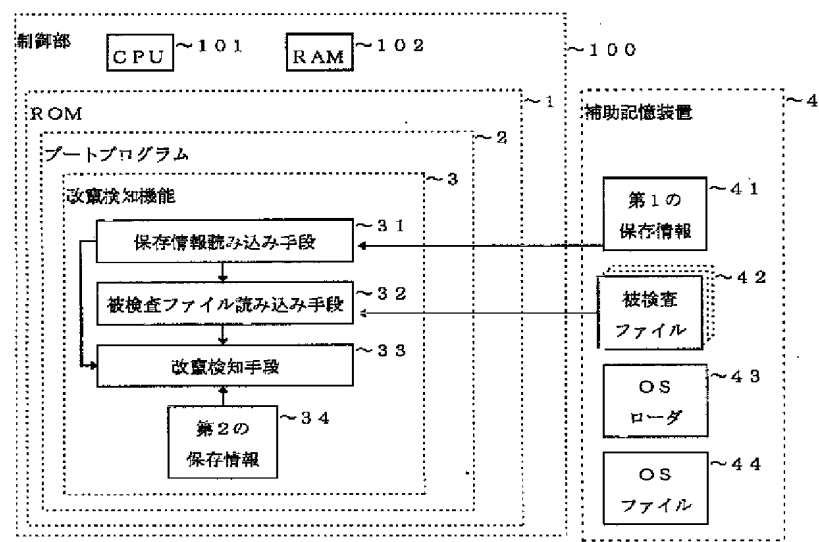 制御部
CPU
~101
RAM
~102
~100
ROM
~1
ブートプログラム
~2
改竄検知機能
~3
保存情報読み込み手段
~31
被検査ファイル読み込み手段
~32
改竄検知手段
~33
第2の
保存情報
~34
補助記憶装置
~4
第1の
保存情報
~41
被検査
ファイル
~42
OS
ローダ
~43
OS
ファイル
~44